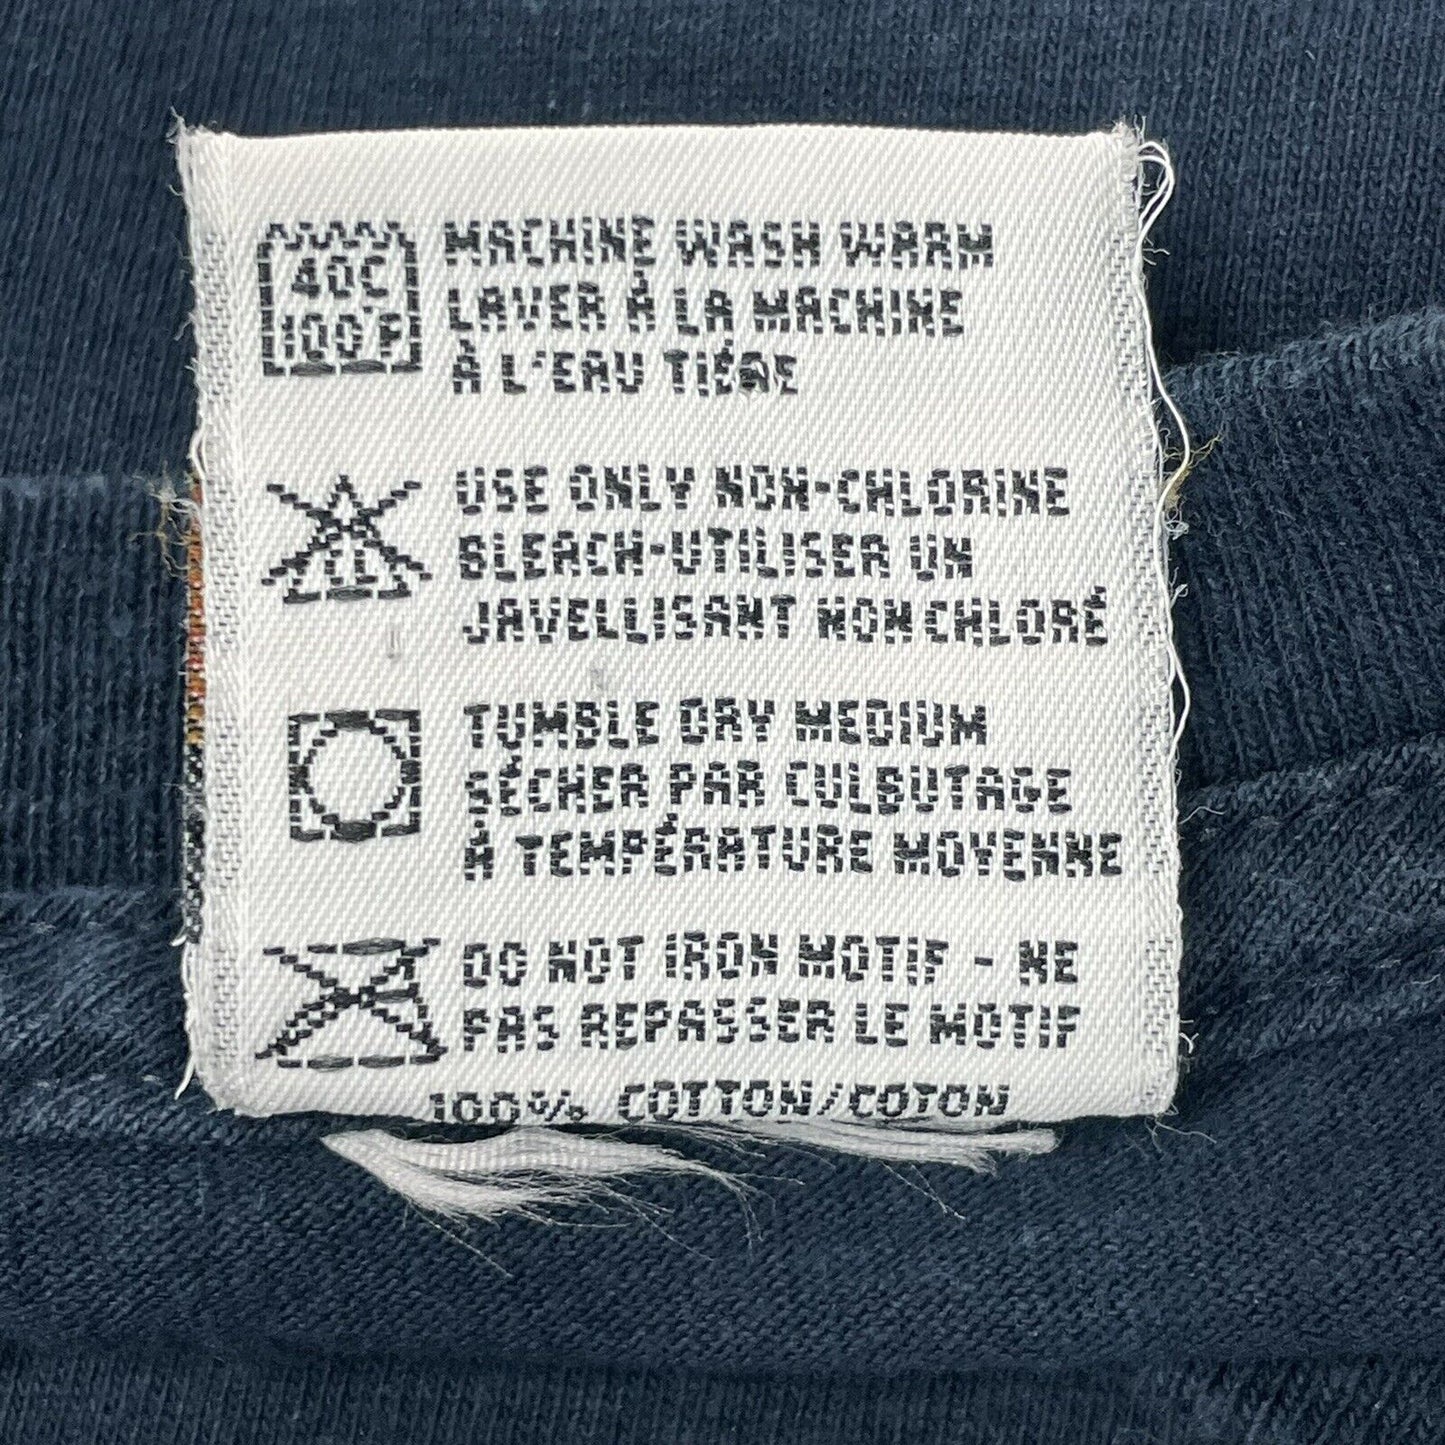 40C
100°F
MACHINE WASH WARM
LAVER À LA MACHINE
À L'EAU TIÉDE
USE ONLY NON-CHLORINE
BLEACH-UTILISER UN
JAVELLISANT NON CHLORÉ
TUMBLE DRY MEDIUM
SÉCHER PAR CULBUTAGE
À TEMPÉRATURE MOYENNE
DO NOT IRON MOTIF - NE
PAS REPASSER LE MOTIF
100% COTTON/COTON